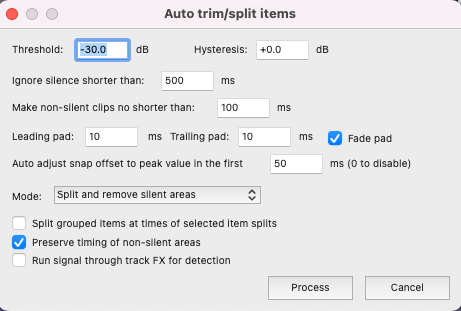 Auto trim/split items
Threshold: -30.0 dB Hysteresis: +0.0 dB
Ignore silence shorter than: 500 ms
Make non-silent clips no shorter than: 100 ms
Leading pad: 10 ms Trailing pad: 10 ms Fade pad
Auto adjust snap offset to peak value in the first 50 ms (0 to disable)
Mode: Split and remove silent areas
Split grouped items at times of selected item splits
Preserve timing of non-silent areas
Run signal through track FX for detection
Process Cancel